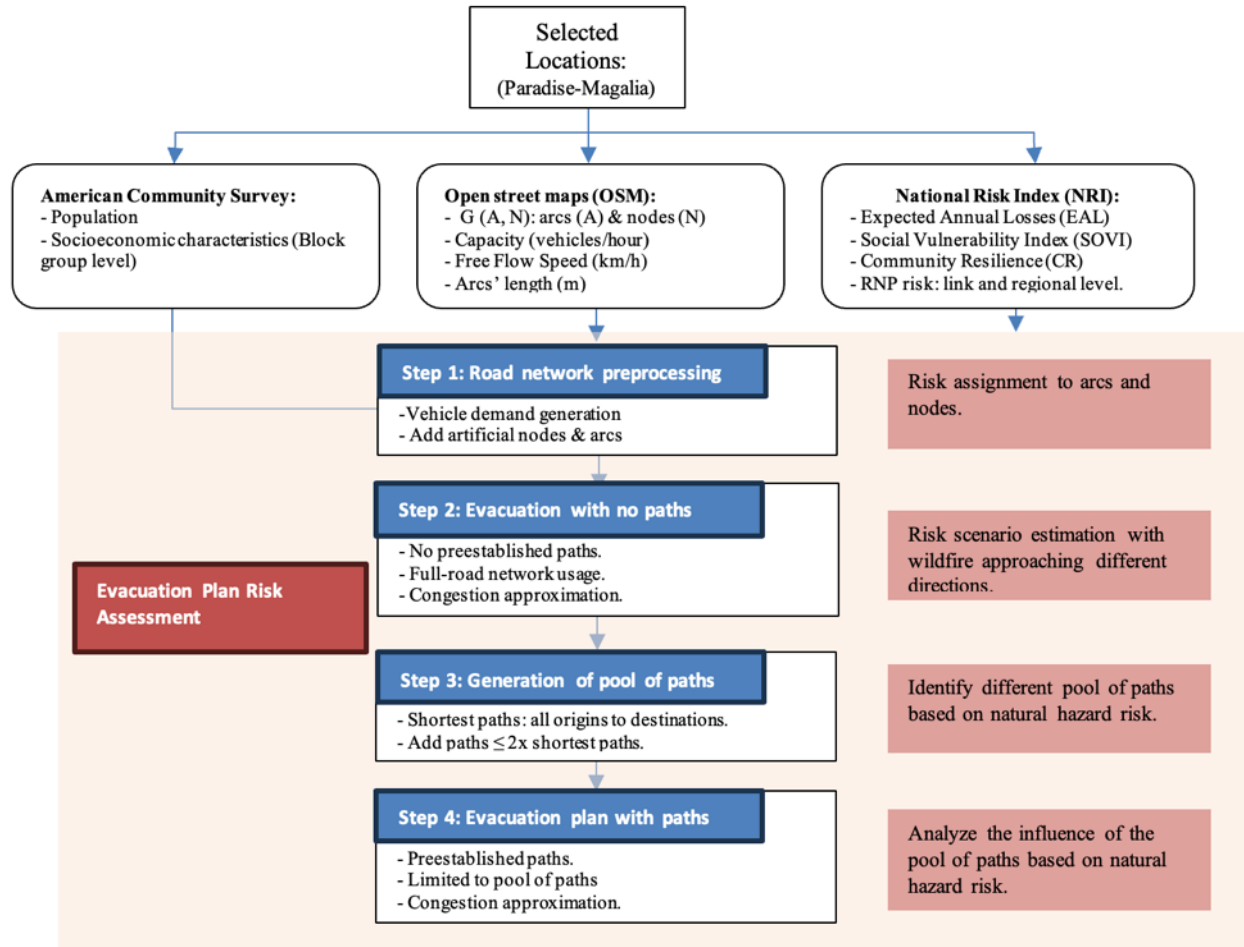 Selected
Locations:
(Paradise-Magalia)
American Community Survey:
- Population
- Socioeconomic characteristics (Block
group level)
Open street maps (OSM):
- G (A, N): arcs (A) & nodes (N)
- Capacity (vehicles/hour)
- Free Flow Speed (km/h)
- Arcs' length (m)
National Risk Index (NRI):
- Expected Annual Losses (EAL)
- Social Vulnerability Index (SOVI)
- Community Resilience (CR)
- RNP risk: link and regional level.
Step 1: Road network preprocessing
-Vehicle demand generation
- Add artificial nodes & arcs
Risk assignment to arcs and
nodes.
Step 2: Evacuation with no paths
- No preestablished paths.
- Full-road network usage.
- Congestion approximation.
Risk scenario estimation with
wildfire approaching different
directions.
Evacuation Plan Risk
Assessment
Step 3: Generation of pool of paths
- Shortest paths: all origins to destinations.
- Add paths ≤ 2x shortest paths.
Identify different pool of paths
based on natural hazard risk.
Step 4: Evacuation plan with paths
- Preestablished paths.
- Limited to pool of paths
- Congestion approximation.
Analyze the influence of the
pool of paths based on natural
hazard risk.